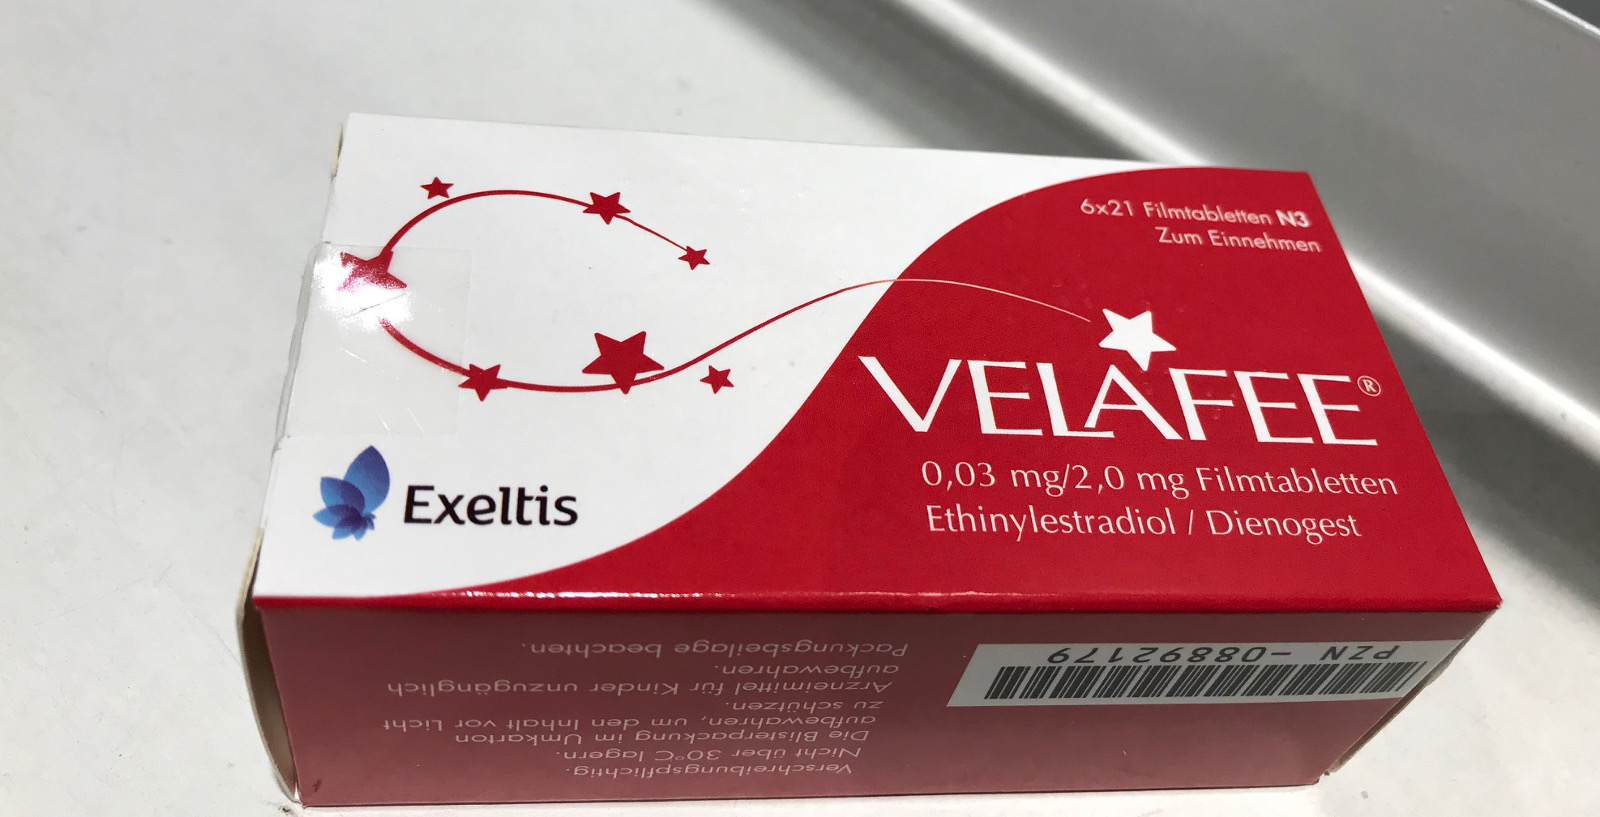 6x21 Filmtabletten N3
Zum Einnehmen
VELAFEE®
0,03 mg/2,0 mg Filmtabletten
Ethinylestradiol / Dienogest
Exeltis
PZN - 08892179
Verschreibungspflichtig.
Nicht über 30°C lagern.
Die Blisterpackung im Umkarton
aufbewahren, um den Inhalt vor Licht
zu schützen.
Arzneimittel für Kinder unzugänglich
aufbewahren.
Packungsbeilage beachten.